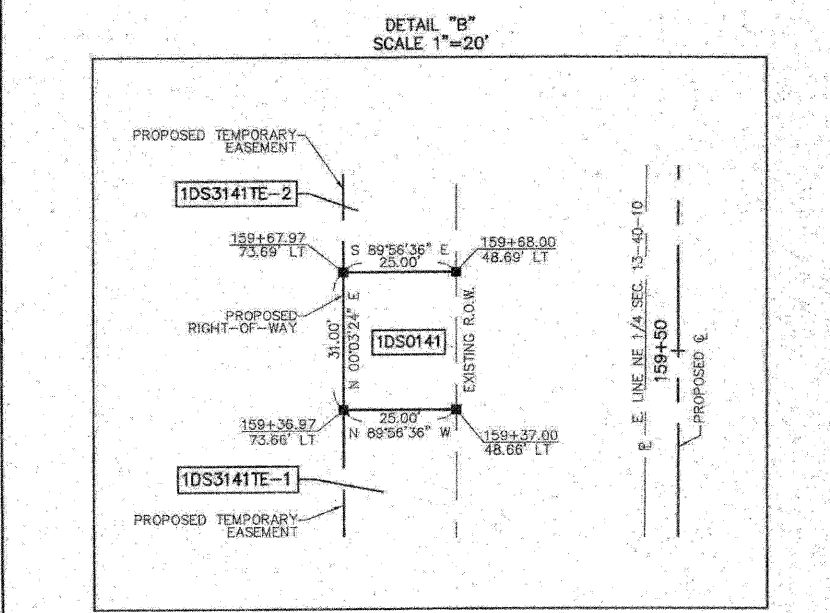 DETAIL "B"
SCALE 1"=20'
PROPOSED TEMPORARY
EASEMENT
1DS3141TE-2
159+67.97
73.69' LT
S 89°56'36" E
25.00'
159+68.00
48.69' LT
PROPOSED
RIGHT-OF-WAY
31.00'
N 00°03'24" E
1DS0141
EXISTING R.O.W.
159+36.97
73.66' LT
25.00'
N 89°56'36" W
159+37.00
48.66' LT
1DS3141TE-1
PROPOSED TEMPORARY
EASEMENT
E. LINE NE 1/4 SEC. 13-40-10
159+50
PROPOSED ℄